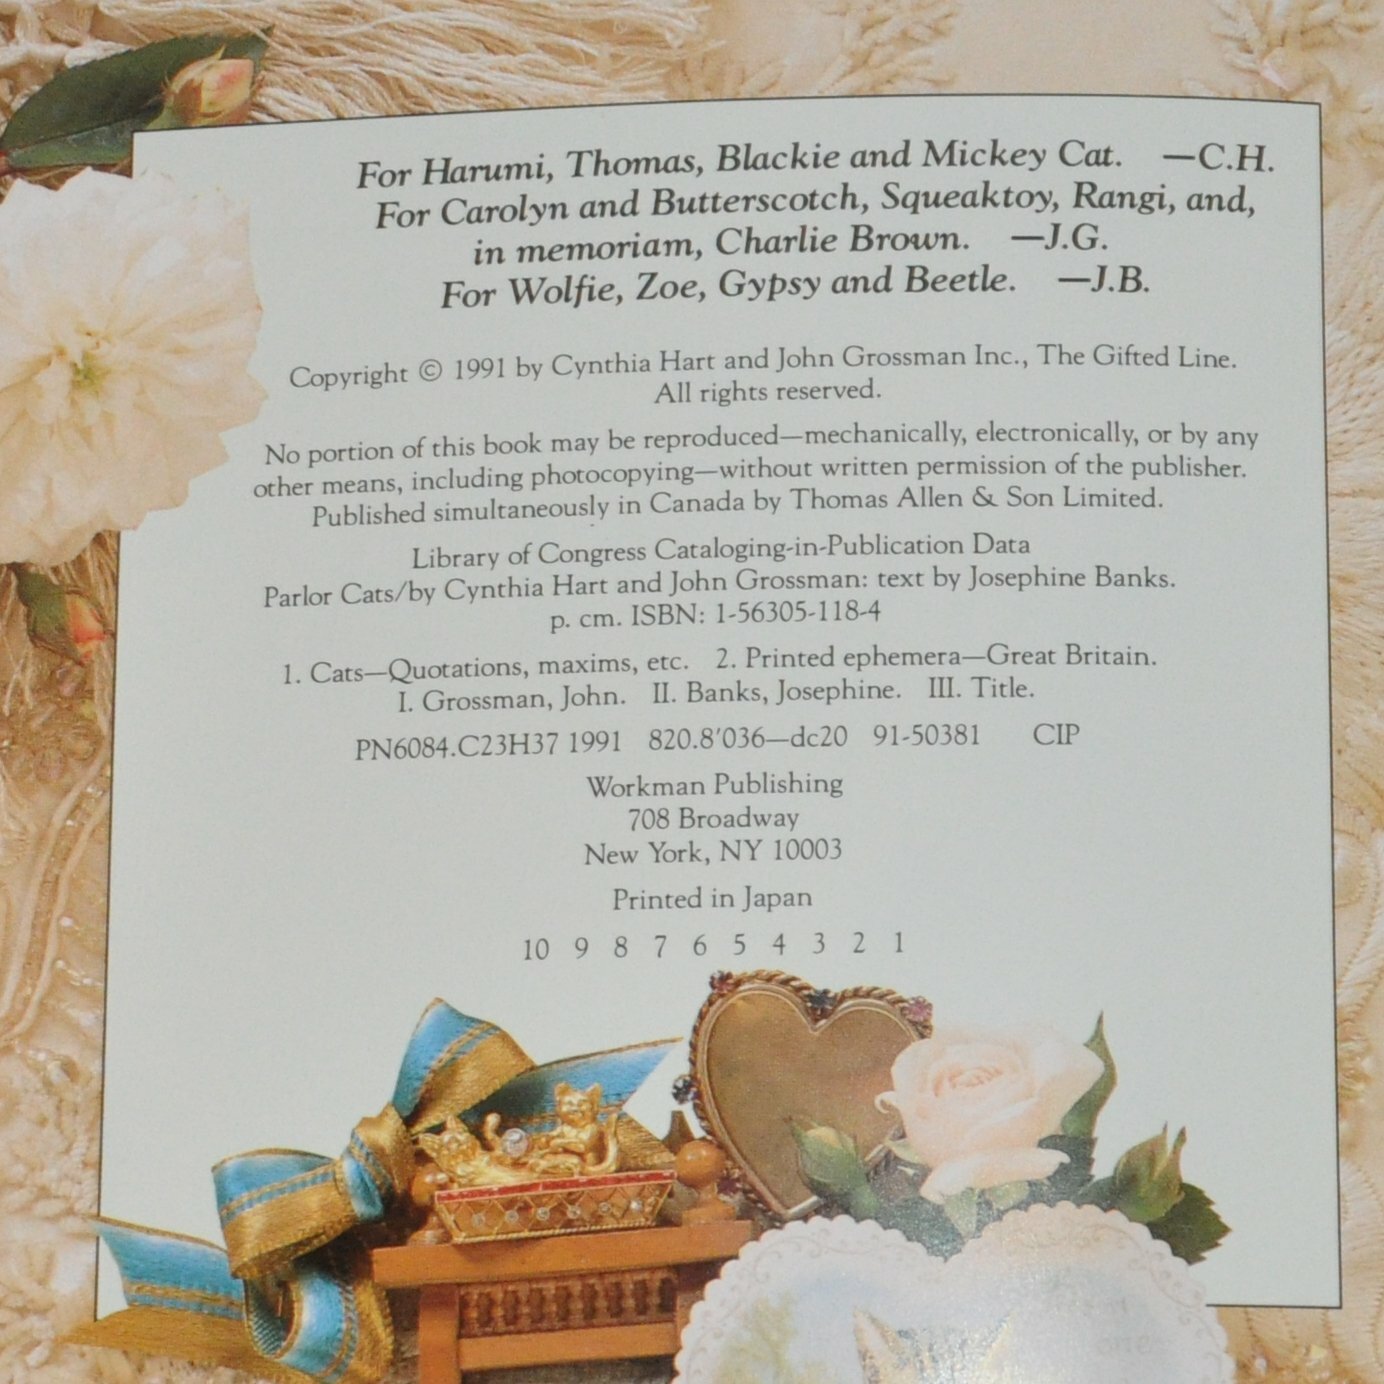 For Harumi, Thomas, Blackie and Mickey Cat. —C.H.
For Carolyn and Butterscotch, Squeaktoy, Rangi, and,
in memoriam, Charlie Brown. —J.G.
For Wolfie, Zoe, Gypsy and Beetle. —J.B.
Copyright © 1991 by Cynthia Hart and John Grossman Inc., The Gifted Line.
All rights reserved.
No portion of this book may be reproduced—mechanically, electronically, or by any
other means, including photocopying—without written permission of the publisher.
Published simultaneously in Canada by Thomas Allen & Son Limited.
Library of Congress Cataloging-in-Publication Data
Parlor Cats/by Cynthia Hart and John Grossman: text by Josephine Banks.
p. cm. ISBN: 1-56305-118-4
1. Cats—Quotations, maxims, etc. 2. Printed ephemera—Great Britain.
I. Grossman, John. II. Banks, Josephine. III. Title.
PN6084.C23H37 1991 820.8'036—dc20 91-50381 CIP
Workman Publishing
708 Broadway
New York, NY 10003
Printed in Japan
10 9 8 7 6 5 4 3 2 1